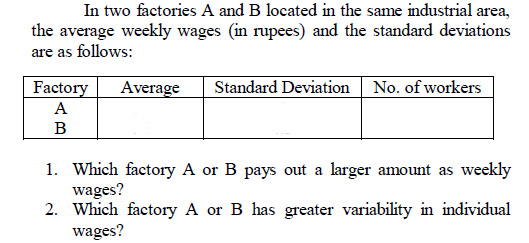 In two factories A and B located in the same industrial area,
the average weekly wages (in rupees) and the standard deviations
are as follows:
Factory Average Standard Deviation No. of workers
A
B
1. Which factory A or B pays out a larger amount as weekly
wages?
2. Which factory A or B has greater variability in individual
wages?